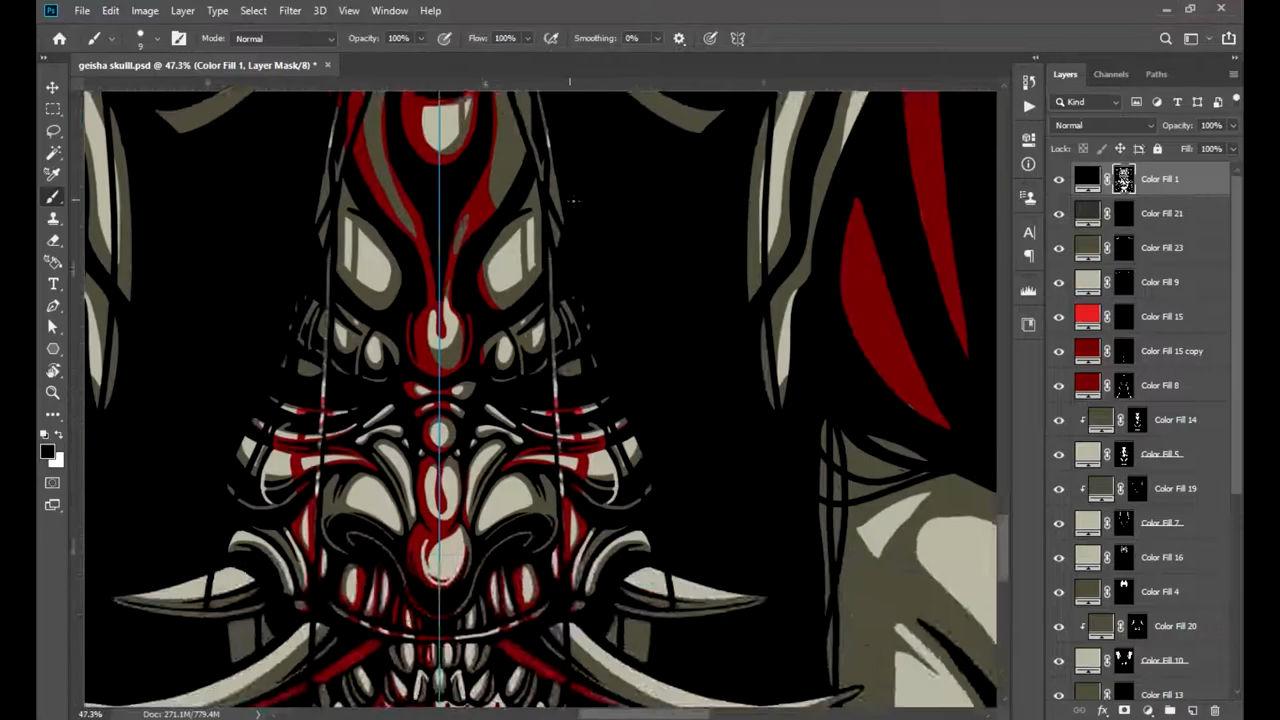 Ps File Edit Image Layer Type Select Filter 3D View Window Help
9 Mode: Normal Opacity: 100% Flow: 100% Smoothing: 0%
geisha skulll.psd @ 47.3% (Color Fill 1, Layer Mask/8) * ×
Layers Channels Paths
Kind
Normal Opacity: 100%
Lock: Fill: 100%
Color Fill 1
Color Fill 21
Color Fill 23
Color Fill 9
Color Fill 15
Color Fill 15 copy
Color Fill 8
Color Fill 14
Color Fill 5
Color Fill 19
Color Fill 7
Color Fill 16
Color Fill 4
Color Fill 20
Color Fill 10
Color Fill 13
47.3% Doc: 271.1M/779.4M